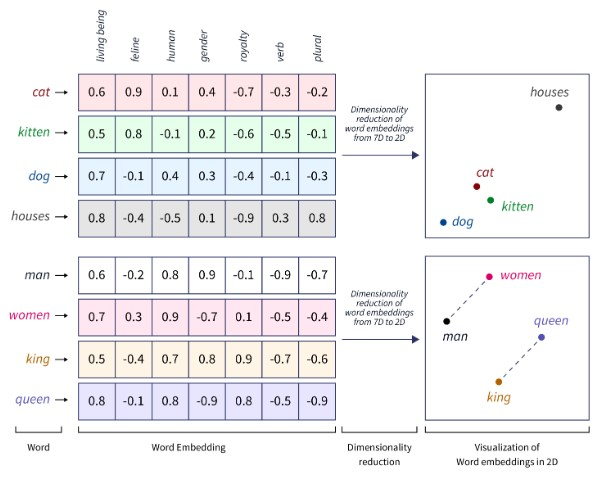 living being feline human gender royalty verb plural
cat → 0.6 0.9 0.1 0.4 -0.7 -0.3 -0.2
kitten → 0.5 0.8 -0.1 0.2 -0.6 -0.5 -0.1
dog → 0.7 -0.1 0.4 0.3 -0.4 -0.1 -0.3
houses → 0.8 -0.4 -0.5 0.1 -0.9 0.3 0.8
Dimensionality
reduction of
word embeddings
from 7D to 2D
houses
cat
kitten
dog
man → 0.6 -0.2 0.8 0.9 -0.1 -0.9 -0.7
women → 0.7 0.3 0.9 -0.7 0.1 -0.5 -0.4
king → 0.5 -0.4 0.7 0.8 0.9 -0.7 -0.6
queen → 0.8 -0.1 0.8 -0.9 0.8 -0.5 -0.9
Dimensionality
reduction of
word embeddings
from 7D to 2D
women
queen
man
king
Word
Word Embedding
Dimensionality
reduction
Visualization of
Word embeddings in 2D